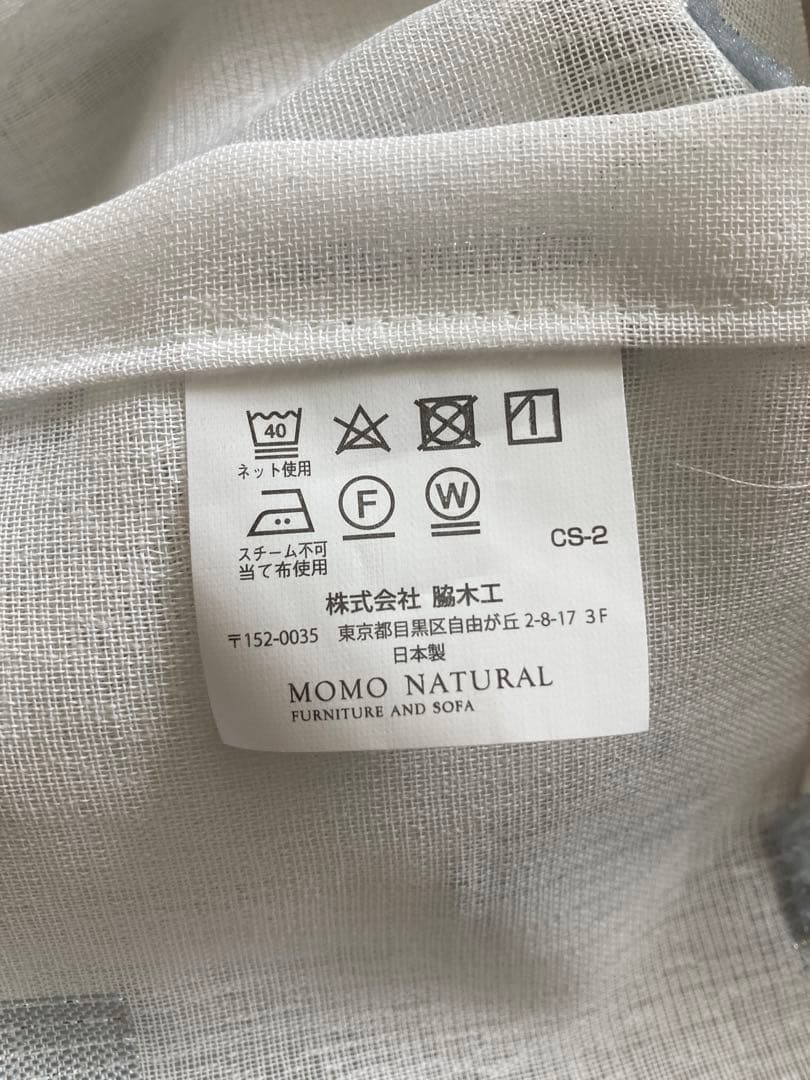 40
ネット使用
スチーム不可
当て布使用
F
W
CS-2
株式会社 脇木工
〒152-0035 東京都目黒区自由が丘 2-8-17 3F
日本製
MOMO NATURAL
FURNITURE AND SOFA